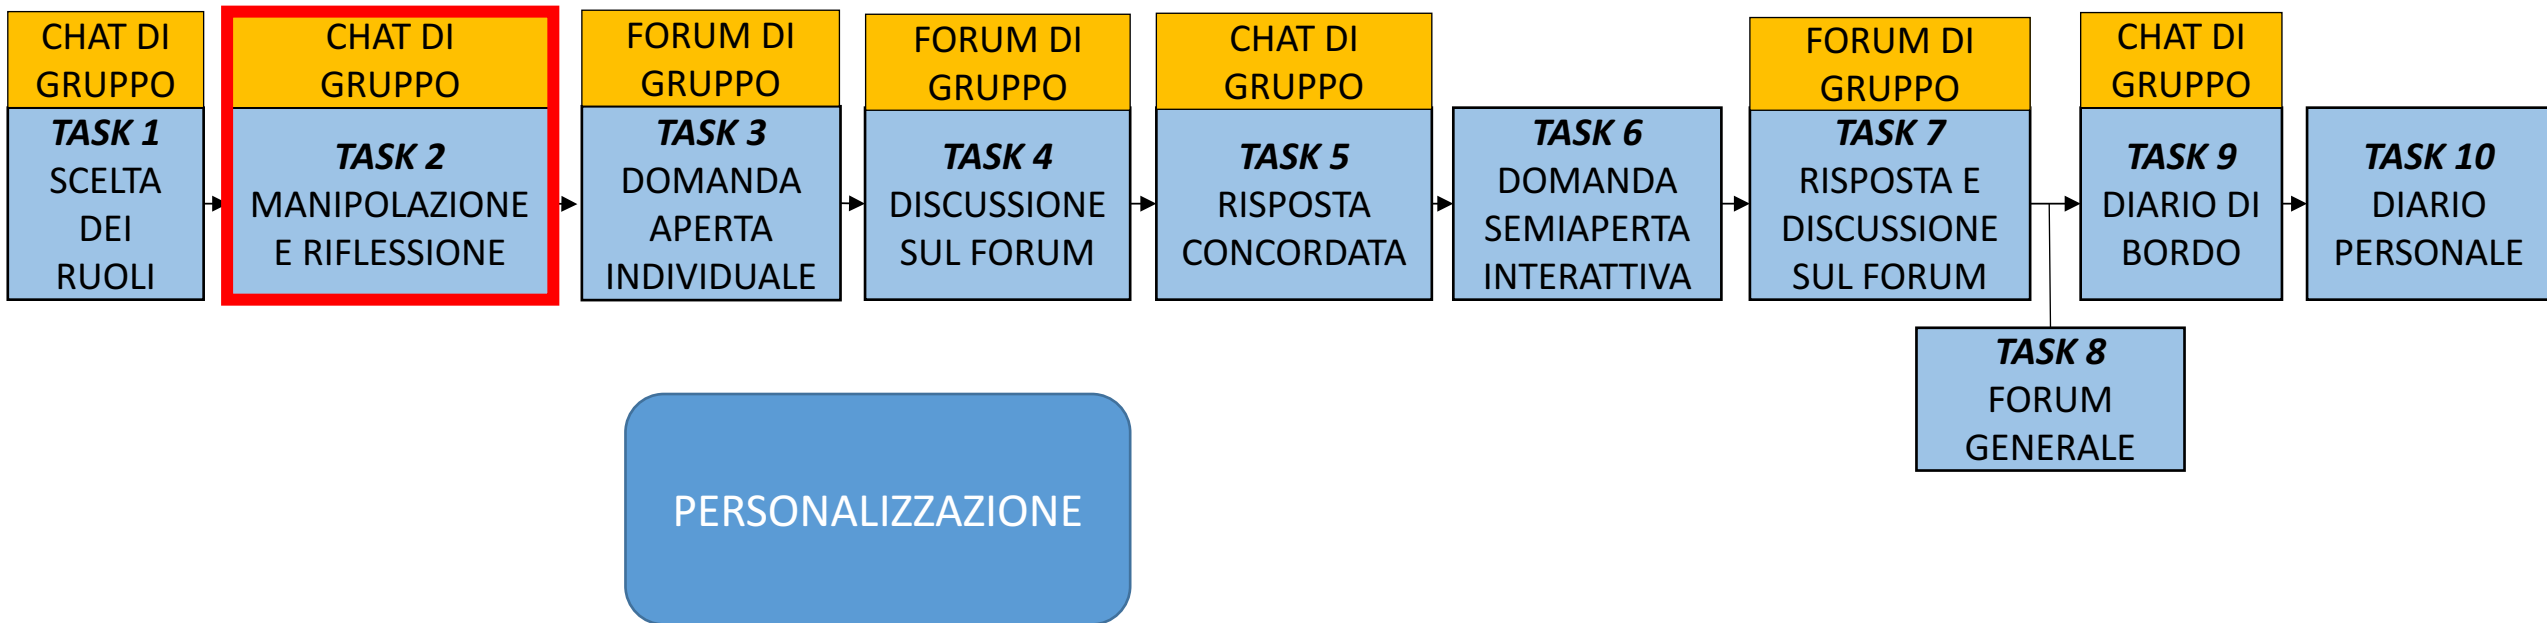 CHAT DI
GRUPPO
TASK 1
SCELTA
DEI
RUOLI
CHAT DI
GRUPPO
TASK 2
MANIPOLAZIONE
E RIFLESSIONE
FORUM DI
GRUPPO
TASK 3
DOMANDA
APERTA
INDIVIDUALE
FORUM DI
GRUPPO
TASK 4
DISCUSSIONE
SUL FORUM
CHAT DI
GRUPPO
TASK 5
RISPOSTA
CONCORDATA
TASK 6
DOMANDA
SEMIAPERTA
INTERATTIVA
FORUM DI
GRUPPO
TASK 7
RISPOSTA E
DISCUSSIONE
SUL FORUM
TASK 8
FORUM
GENERALE
CHAT DI
GRUPPO
TASK 9
DIARIO DI
BORDO
TASK 10
DIARIO
PERSONALE
PERSONALIZZAZIONE